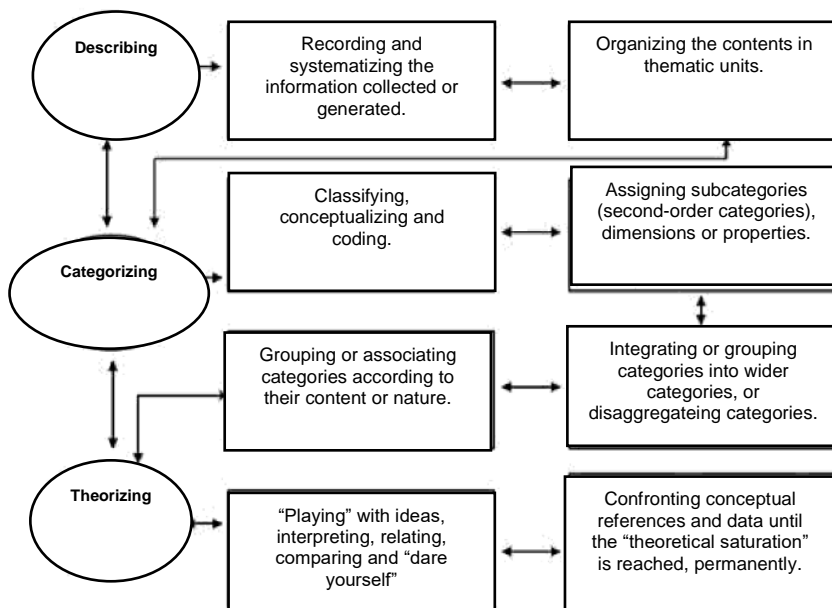 Describing
Recording and
systematizing the
information collected or
generated.
Organizing the contents in
thematic units.
Categorizing
Classifying,
conceptualizing and
coding.
Assigning subcategories
(second-order categories),
dimensions or properties.
Grouping or associating
categories according to
their content or nature.
Integrating or grouping
categories into wider
categories, or
disaggregateing categories.
Theorizing
“Playing” with ideas,
interpreting, relating,
comparing and “dare
yourself”
Confronting conceptual
references and data until
the “theoretical saturation”
is reached, permanently.